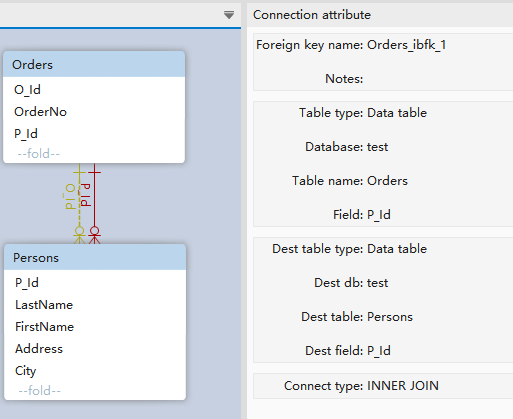 Orders
O_Id
OrderNo
P_Id
--fold--
P_Id
Persons
P_Id
LastName
FirstName
Address
City
--fold--
Connection attribute
Foreign key name: Orders_ibfk_1
Notes:
Table type: Data table
Database: test
Table name: Orders
Field: P_Id
Dest table type: Data table
Dest db: test
Dest table: Persons
Dest field: P_Id
Connect type: INNER JOIN